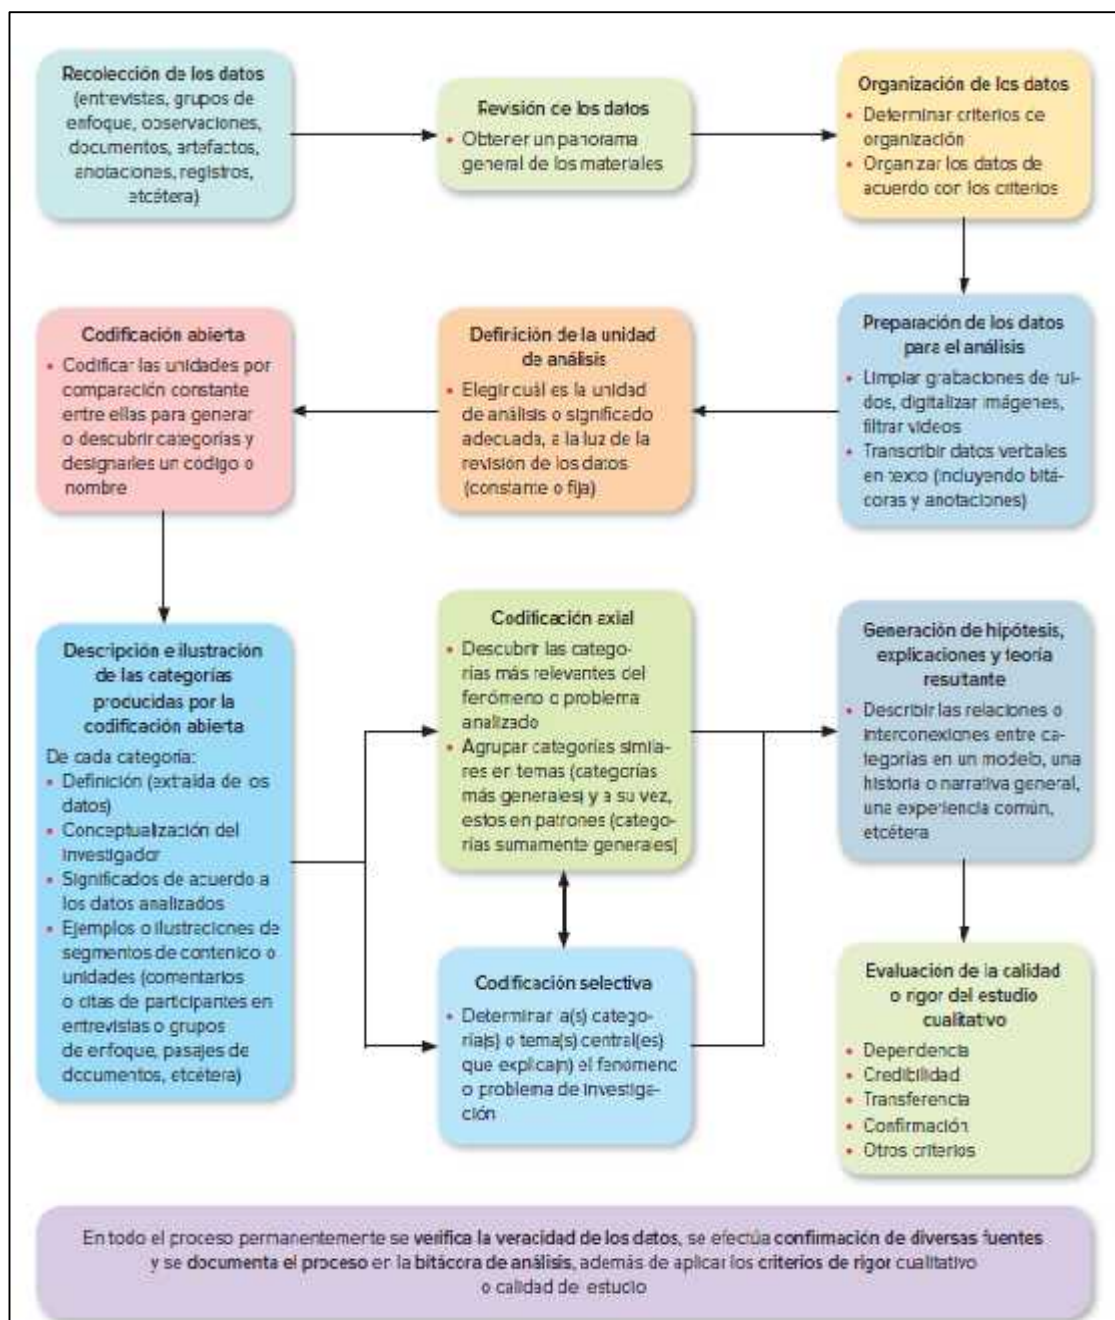 Recolección de los datos
(entrevistas, grupos de
enfoque, observaciones,
documentos, artefactos,
anotaciones, registros,
etcétera)
Revisión de los datos
• Obtener un panorama
general de los materiales
Organización de los datos
• Determinar criterios de
organización
• Organizar los datos de
acuerdo con los criterios
Preparación de los datos
para el análisis
• Limpiar grabaciones de rui-
dos, digitalizar imágenes,
filtrar videos
• Transcribir datos verbales
en texto (incluyendo bitá-
coras y anotaciones)
Definición de la unidad
de análisis
• Elegir cuál es la unidad
de análisis o significado
adecuada, a la luz de la
revisión de los datos
(constante o fija)
Codificación abierta
• Codificar las unidades por
comparación constante
entre ellas para generar
o descubrir categorías y
designarles un código o
nombre
Descripción e ilustración
de las categorías
producidas por la
codificación abierta
De cada categoría:
• Definición (extraída de los
datos)
• Conceptualización del
investigador
• Significados de acuerdo a
los datos analizados
• Ejemplos o ilustraciones de
segmentos de contenido o
unidades (comentarios
o citas de participantes en
entrevistas o grupos
de enfoque, pasajes de
documentos, etcétera)
Codificación axial
• Descubrir las catego-
rías más relevantes del
fenómeno o problema
analizado
• Agrupar categorías simila-
res en temas (categorías
más generales) y a su vez,
estos en patrones (catego-
rías sumamente generales)
Codificación selectiva
• Determinar a(s) catego-
ría(s) o tema(s) central(es)
que explica(n) el fenómeno
o problema de investiga-
ción
Generación de hipótesis,
explicaciones y teoría
resultante
• Describir las relaciones o
interconexiones entre ca-
tegorías en un modelo, una
historia o narrativa general,
una experiencia común,
etcétera
Evaluación de la calidad
o rigor del estudio
cualitativo
• Dependencia
• Credibilidad
• Transferencia
• Confirmación
• Otros criterios
En todo el proceso permanentemente se verifica la veracidad de los datos, se efectúa confirmación de diversas fuentes
y se documenta el proceso en la bitácora de análisis, además de aplicar los criterios de rigor cualitativo
o calidad de estudio